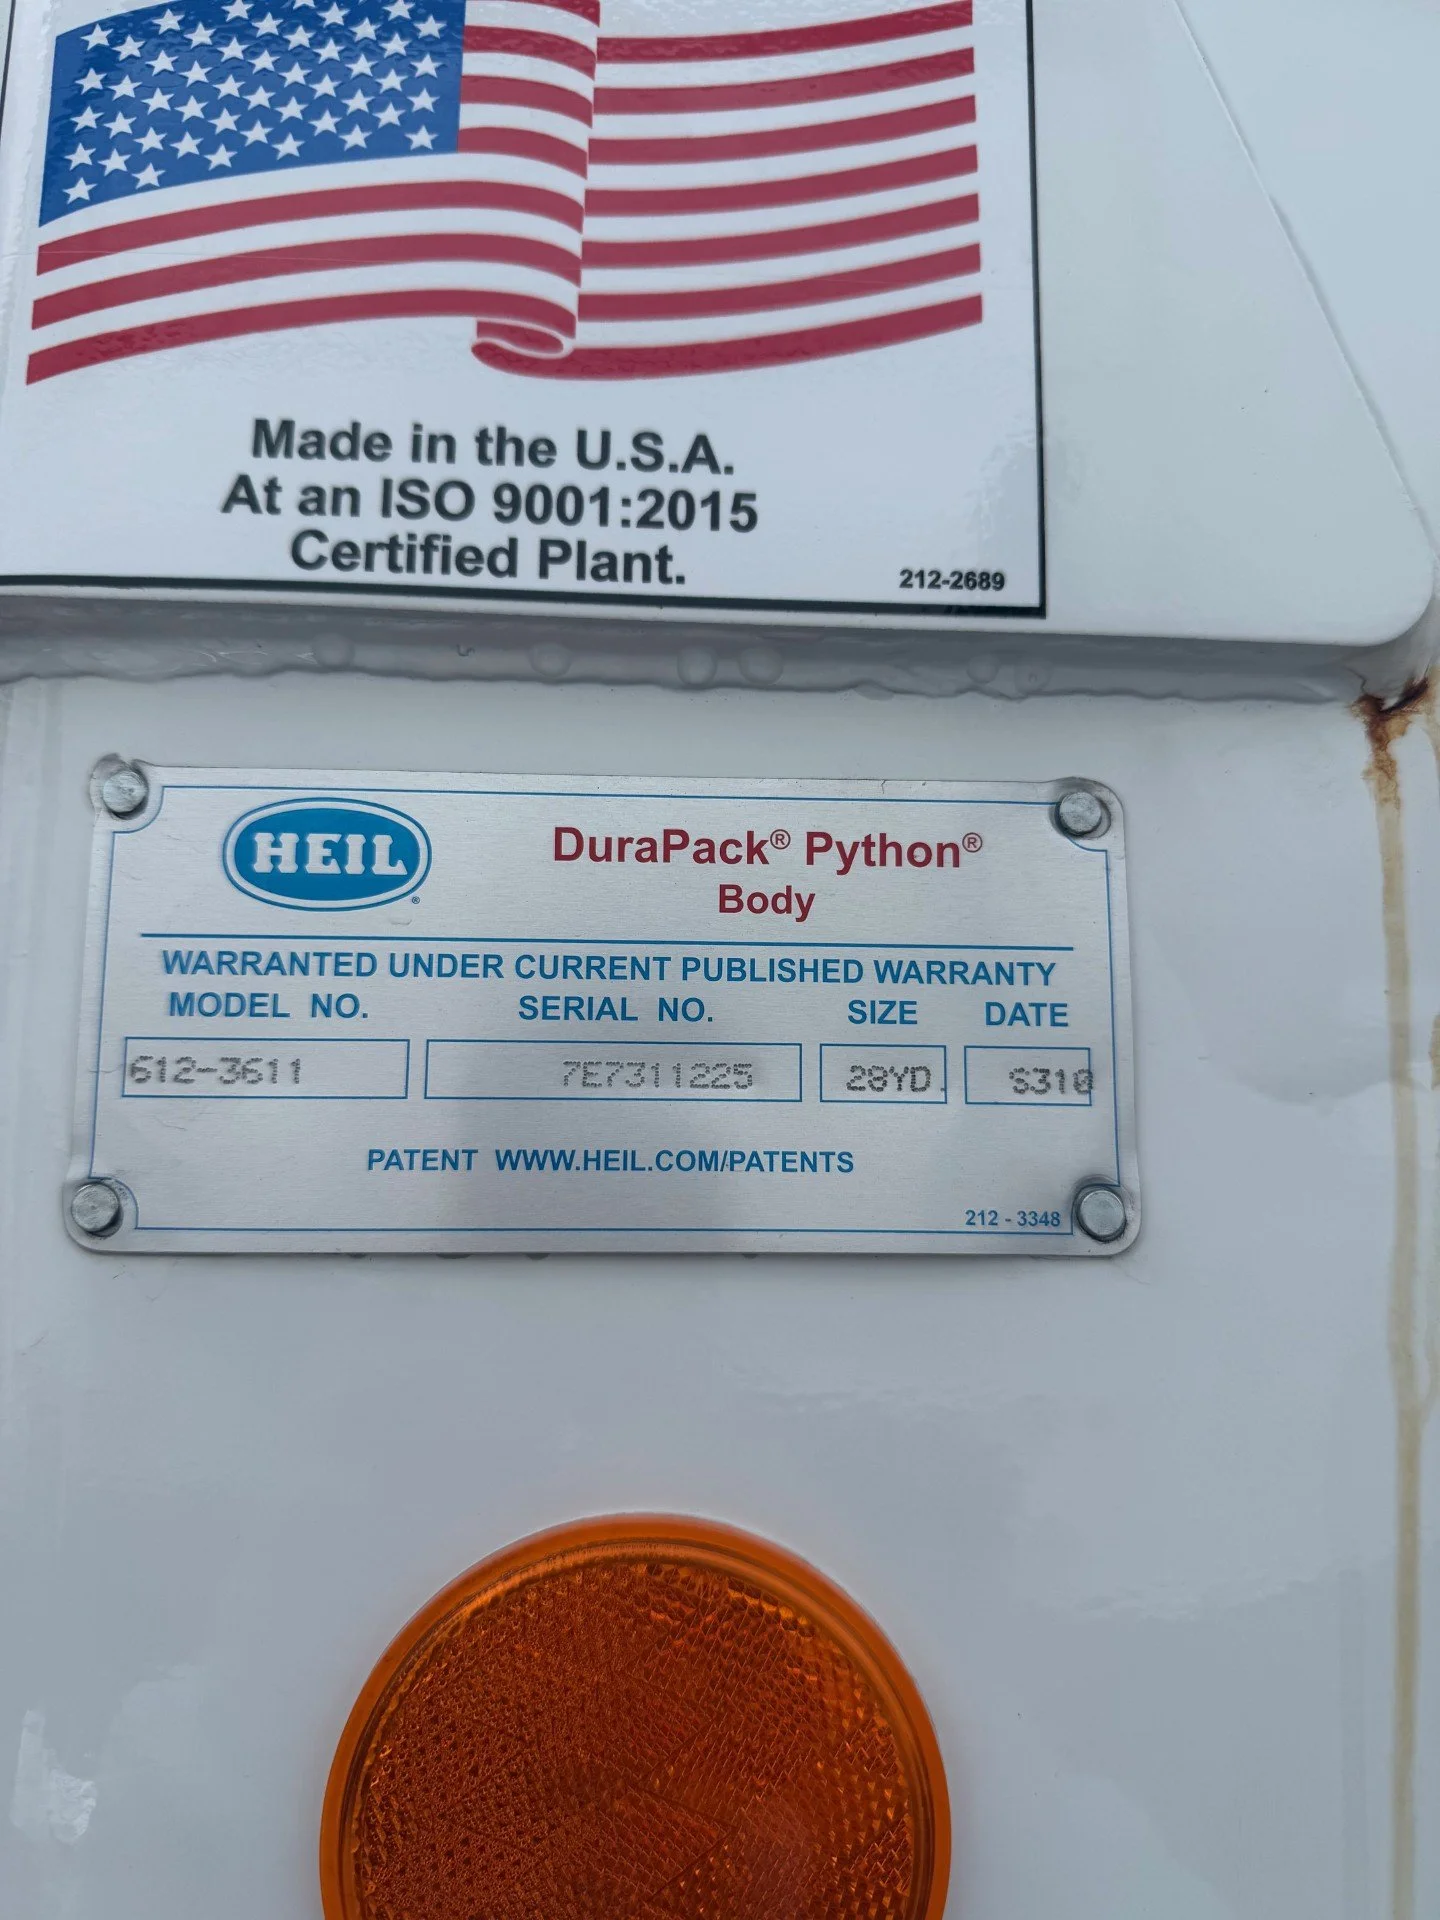 Made in the U.S.A.
At an ISO 9001:2015
Certified Plant.
212-2689
HEIL®
DuraPack® Python®
Body
WARRANTED UNDER CURRENT PUBLISHED WARRANTY
MODEL NO. SERIAL NO. SIZE DATE
612-3611 7E7311225 28YD. S310
PATENT WWW.HEIL.COM/PATENTS
212 - 3348